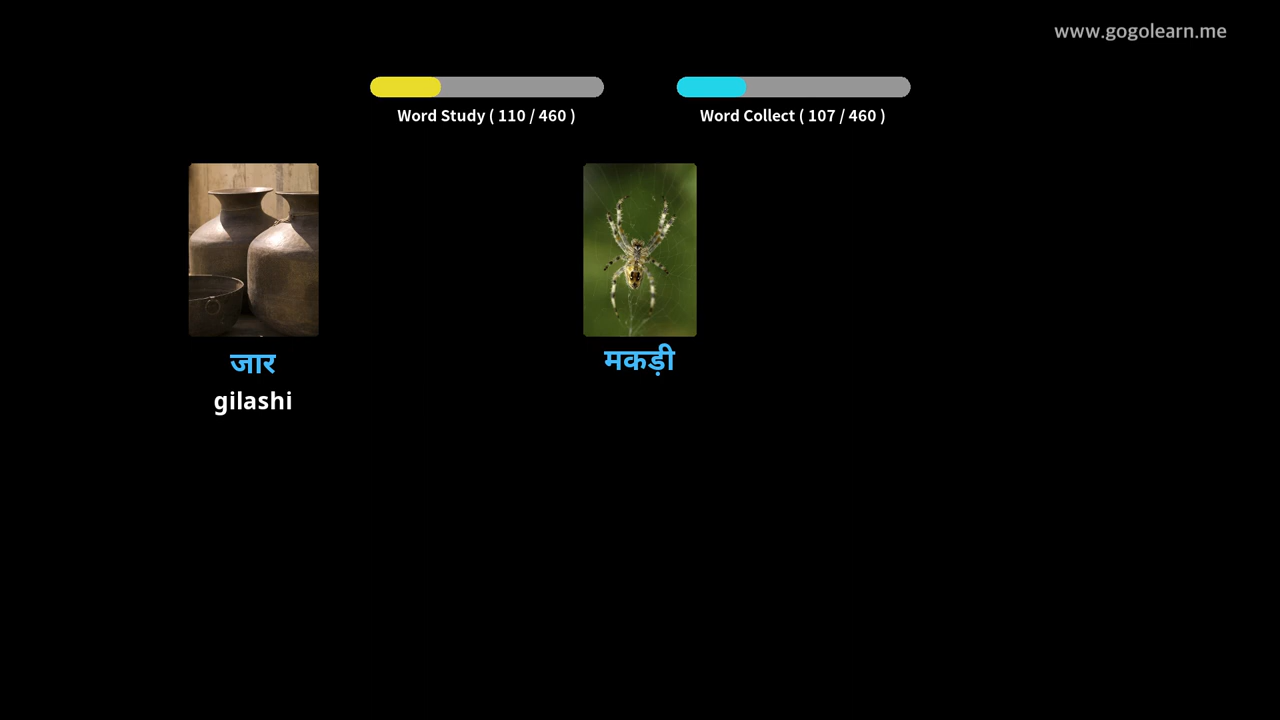 www.gogolearn.me
Word Study ( 110 / 460 )
Word Collect ( 107 / 460 )
जार
gilashi
मकड़ी